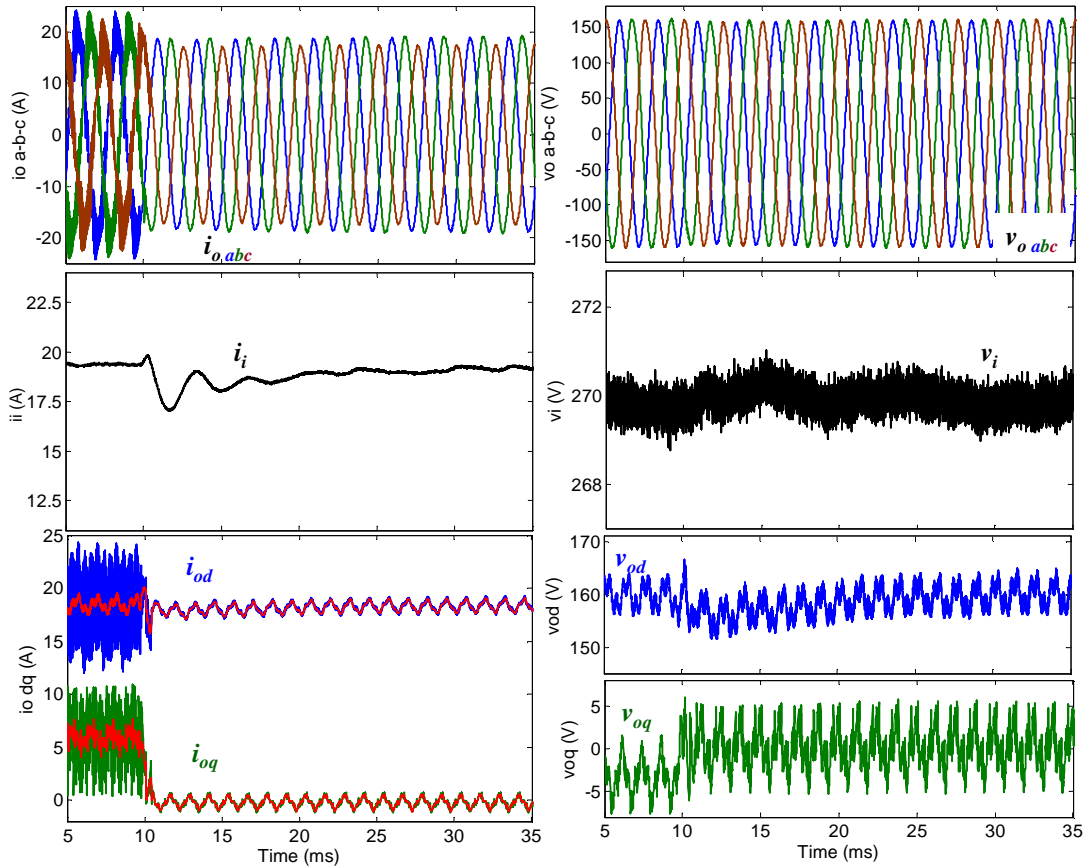 io a-b-c (A)
20
10
0
-10
-20
i_o,abc
vo a-b-c (V)
150
100
50
0
-50
-100
-150
v_o abc
ii (A)
22.5
20
17.5
15
12.5
i_i
vi (V)
272
270
268
v_i
io dq (A)
25
20
15
10
5
0
i_od
i_oq
5 10 15 20 25 30 35
Time (ms)
vod (V)
170
160
150
145
v_od
voq (V)
5
0
-5
v_oq
5 10 15 20 25 30 35
Time (ms)